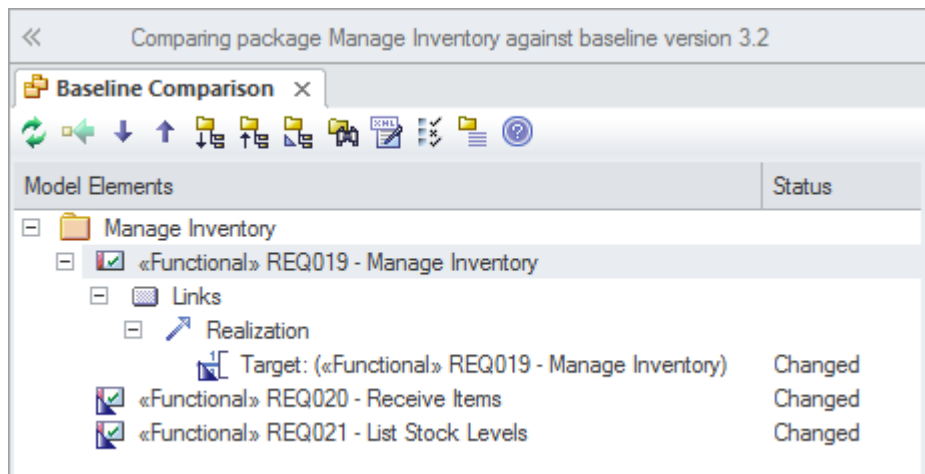 Comparing package Manage Inventory against baseline version 3.2
Baseline Comparison
Model Elements Status
Manage Inventory
«Functional» REQ019 - Manage Inventory
Links
Realization
Target: («Functional» REQ019 - Manage Inventory) Changed
«Functional» REQ020 - Receive Items Changed
«Functional» REQ021 - List Stock Levels Changed